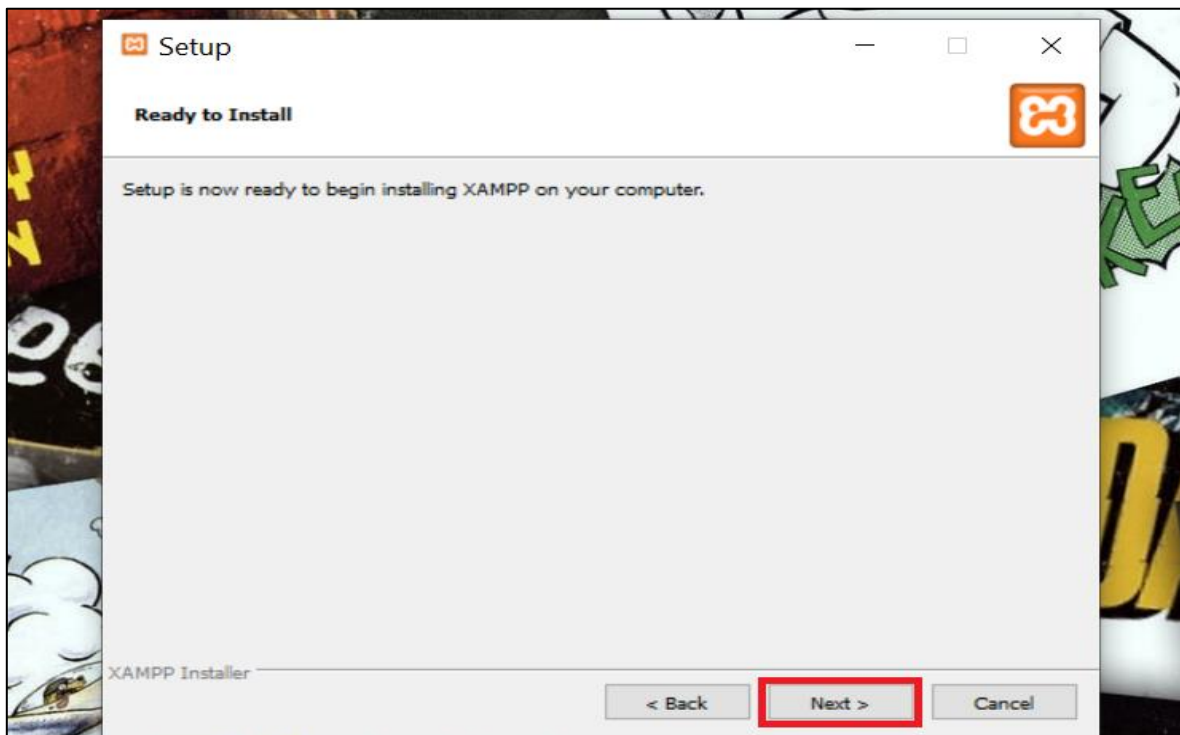 Setup
Ready to Install
Setup is now ready to begin installing XAMPP on your computer.
XAMPP Installer
< Back
Next >
Cancel